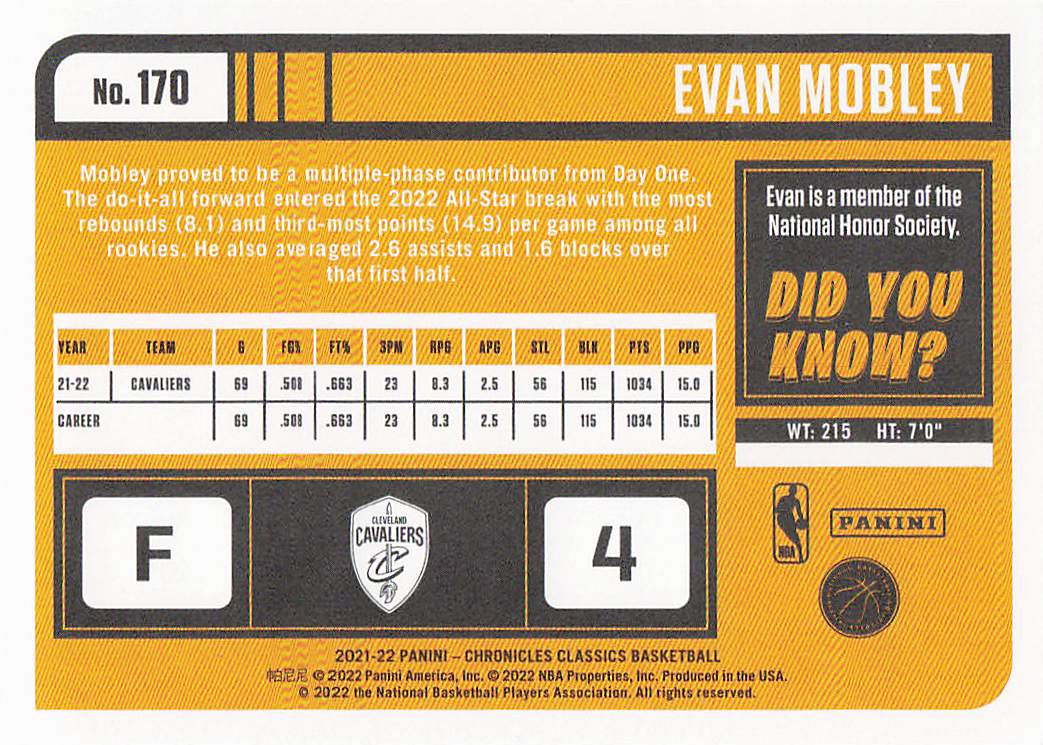 No. 170
EVAN MOBLEY
Mobley proved to be a multiple-phase contributor from Day One.
The do-it-all forward entered the 2022 All-Star break with the most
rebounds (8.1) and third-most points (14.9) per game among all
rookies. He also averaged 2.6 assists and 1.6 blocks over
that first half.
Evan is a member of the
National Honor Society.
DID YOU
KNOW?
WT: 215 HT: 7'0"
YEAR TEAM G FG% FT% 3PM RPG APG STL BLK PTS PPG
21-22 CAVALIERS 69 .508 .663 23 8.3 2.5 56 115 1034 15.0
CAREER 69 .508 .663 23 8.3 2.5 56 115 1034 15.0
F
CLEVELAND
CAVALIERS
C
4
NBA
PANINI
2021-22 PANINI – CHRONICLES CLASSICS BASKETBALL
帕尼尼 © 2022 Panini America, Inc. © 2022 NBA Properties, Inc. Produced in the USA.
© 2022 the National Basketball Players Association. All rights reserved.